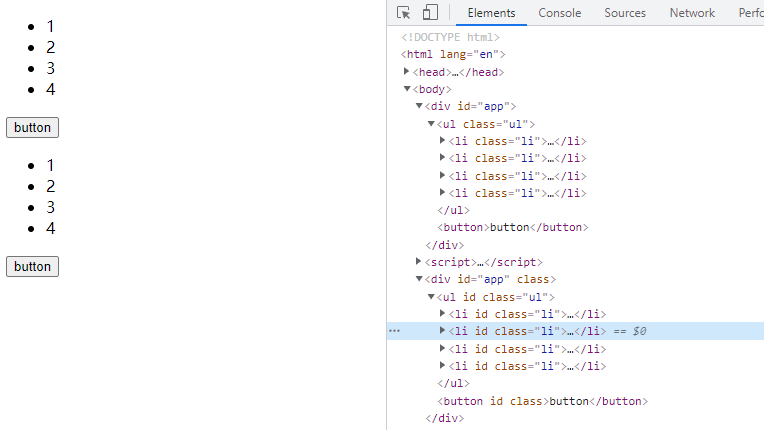 1
2
3
4
button
1
2
3
4
button
Elements Console Sources Network Perfo
<!DOCTYPE html>
<html lang="en">
<head>…</head>
<body>
<div id="app">
<ul class="ul">
<li class="li">…</li>
<li class="li">…</li>
<li class="li">…</li>
<li class="li">…</li>
</ul>
<button>button</button>
</div>
<script>…</script>
<div id="app" class>
<ul id class="ul">
<li id class="li">…</li>
<li id class="li">…</li> == $0
<li id class="li">…</li>
<li id class="li">…</li>
</ul>
<button id class>button</button>
</div>